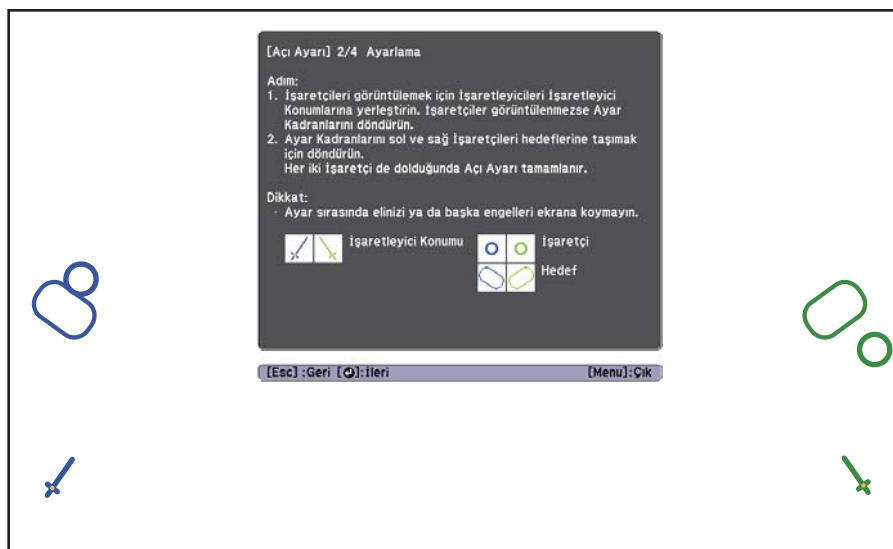 [Açı Ayarı] 2/4 Ayarlama
Adım:
1. İşaretçileri görüntülemek için İşaretleyicileri İşaretleyici
Konumlarına yerleştirin. İşaretçiler görüntülenmezse Ayar
Kadranlarını döndürün.
2. Ayar Kadranlarını sol ve sağ İşaretçileri hedeflerine taşımak
için döndürün.
Her iki İşaretçi de dolduğunda Açı Ayarı tamamlanır.
Dikkat:
· Ayar sırasında elinizi ya da başka engelleri ekrana koymayın.
İşaretleyici Konumu
İşaretçi
Hedef
[Esc] :Geri [⏎]:İleri [Menu]:Çık